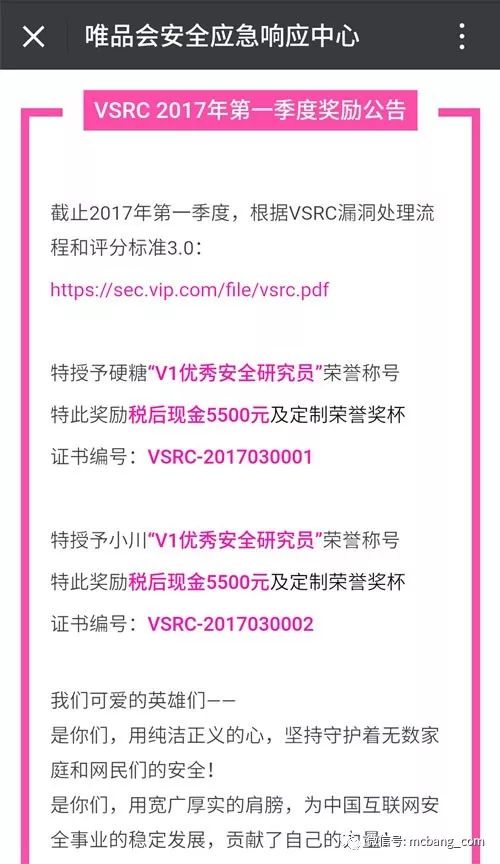 唯品会安全应急响应中心
VSRC 2017年第一季度奖励公告
截止2017年第一季度，根据VSRC漏洞处理流
程和评分标准3.0：
https://sec.vip.com/file/vsrc.pdf
特授予硬糖“V1优秀安全研究员”荣誉称号
特此奖励税后现金5500元及定制荣誉奖杯
证书编号：VSRC-2017030001
特授予小川“V1优秀安全研究员”荣誉称号
特此奖励税后现金5500元及定制荣誉奖杯
证书编号：VSRC-2017030002
我们可爱的英雄们——
是你们，用纯洁正义的心，坚持守护着无数家
庭和网民们的安全！
是你们，用宽广厚实的肩膀，为中国互联网安
全事业的稳定发展，贡献了自己的
微信号: mcbang_com